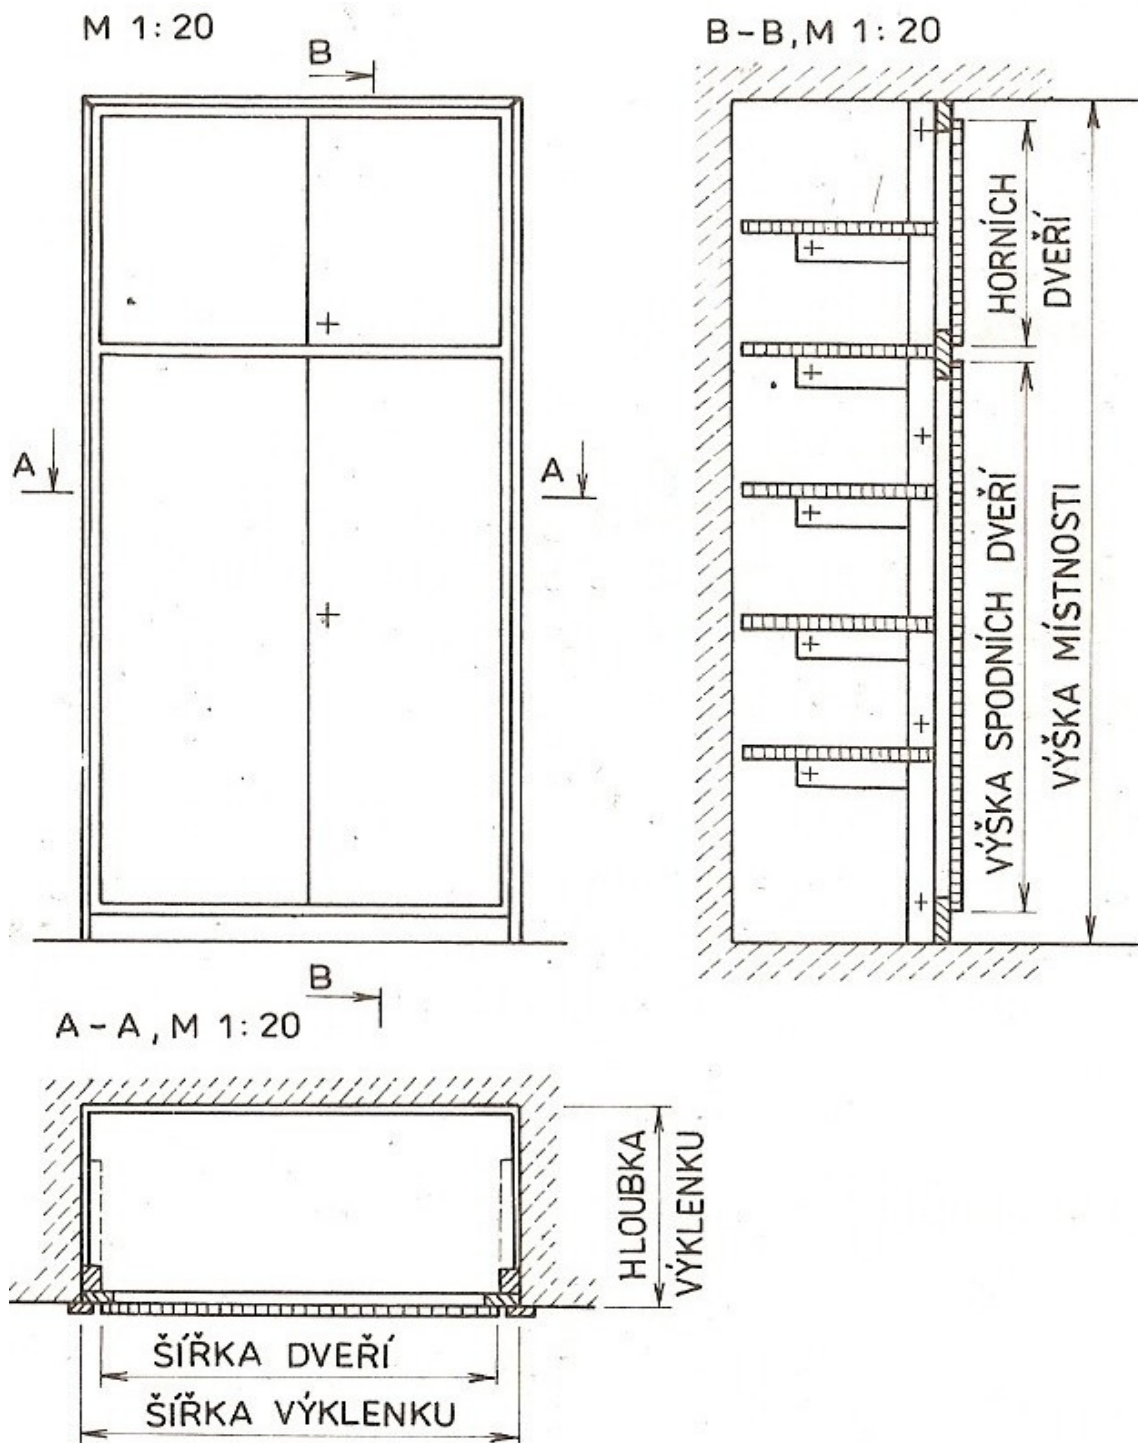 M 1:20
B
A
A
B
B-B, M 1:20
HORNÍCH
DVEŘÍ
VÝŠKA SPODNÍCH DVEŘÍ
VÝŠKA MÍSTNOSTI
A-A, M 1:20
HLOUBKA
VÝKLENKU
ŠÍŘKA DVEŘÍ
ŠÍŘKA VÝKLENKU